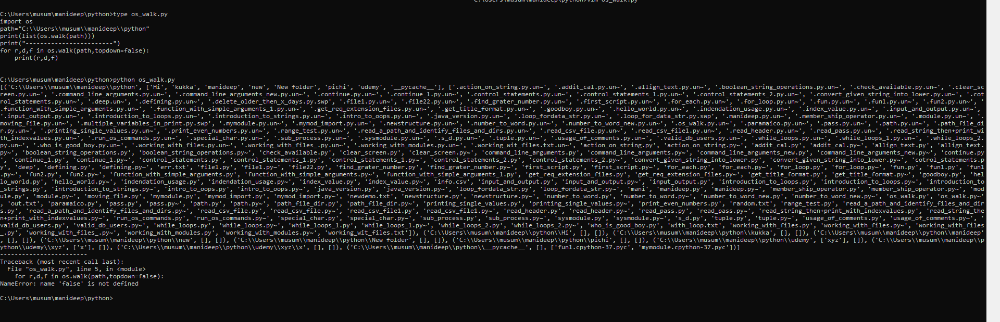 C:\Users\musum\manideep\python>vim os_walk.py
C:\Users\musum\manideep\python>type os_walk.py
import os
path="C:\\Users\\musum\\manideep\\python"
print(list(os.walk(path)))
print("-------------------------")
for r,d,f in os.walk(path,topdown=false):
    print(r,d,f)
C:\Users\musum\manideep\python>python os_walk.py
[('C:\\Users\\musum\\manideep\\python', ['Hi', 'kukka', 'manideep', 'new', 'New folder', 'pichi', 'udemy', '__pycache__'], ['.action_on_string.py.un~', '.addit_cal.py.un~', '.allign_text.py.un~', '.boolean_string_operations.py.un~', '.check_available.py.un~', '.clear_sc
reen.py.un~', '.command_line_arguments.py.un~', '.command_line_arguments_new.py.un~', '.continue.py.un~', '.continue_1.py.un~', '.control_statements.py.un~', '.control_statements_1.py.un~', '.control_statements_2.py.un~', '.convert_given_string_into_lower.py.un~', '.cot
rol_statements.py.un~', '.deep.un~', '.defining.py.un~', '.delete_older_then_x_days.py.swp', '.file1.py.un~', '.file22.py.un~', '.find_grater_number.py.un~', '.first_script.py.un~', '.for_each.py.un~', '.for_loop.py.un~', '.fun.py.un~', '.fun1.py.un~', '.fun2.py.un~', '
.function_with_simple_arguments.py.un~', '.function_with_simple_arguments_1.py.un~', '.get_req_extension_files.py.un~', '.get_title_format.py.un~', '.goodboy.py.un~', '.hello_world.py.un~', '.indentation_usage.py.un~', '.index_value.py.un~', '.input_and_output.py.un~',
'.input_output.py.un~', '.introduction_to_loops.py.un~', '.introduction_to_strings.py.un~', '.intro_to_oops.py.un~', '.java_version.py.un~', '.loop_fordata_str.py.un~', '.loop_for_data_str.py.swp', '.manideep.py.un~', '.member_ship_operator.py.un~', '.module.py.un~', '.
moving_file.py.un~', '.multiple_variables_in_print.py.swp', '.mymodule.py.un~', '.mymod_import.py.un~', '.newstructure.py.un~', '.number_to_word.py.un~', '.number_to_word_new.py.un~', '.os_walk.py.un~', '.paramaico.py.un~', '.pass.py.un~', '.path.py.un~', '.path_file_di
r.py.un~', '.printing_single_values.py.un~', '.print_even_numbers.py.un~', '.range_test.py.un~', '.read_a_path_and_identify_files_and_dirs.py.un~', '.read_csv_file.py.un~', '.read_csv_file1.py.un~', '.read_header.py.un~', '.read_pass.py.un~', '.read_string_then+print_wi
th_indexvalues.py.un~', '.run_os_commands.py.un~', '.special_char.py.un~', '.sub_process.py.un~', '.sysmodule.py.un~', '.s_d.py.un~', '.tuple.py.un~', '.usage_of_comments.py.un~', '.valid_db_users.py.un~', '.while_loops.py.un~', '.while_loops_1.py.un~', '.while_loops_2.
py.un~', '.who_is_good_boy.py.un~', '.working_with_files.py.un~', '.working_with_files_.py.un~', '.working_with_modules.py.un~', '.working_wit_files.txt.un~', 'action_on_string.py', 'action_on_string.py~', 'addit_cal.py', 'addit_cal.py~', 'allign_text.py', 'allign_text.
py~', 'boolean_string_operations.py', 'boolean_string_operations.py~', 'check_available.py', 'clear_screen.py', 'clear_screen.py~', 'command_line_arguments.py', 'command_line_arguments.py~', 'command_line_arguments_new.py', 'command_line_arguments_new.py~', 'continue.py
', 'continue_1.py', 'continue_1.py~', 'control_statements.py', 'control_statements_1.py', 'control_statements_1.py~', 'control_statements_2.py', 'control_statements_2.py~', 'convert_given_string_into_lower.py', 'convert_given_string_into_lower.py~', 'cotrol_statements.p
y', 'deep', 'defining.py', 'defining.py~', 'err.txt', 'file1.py', 'file1.py~', 'file22.py', 'find_grater_number.py', 'find_grater_number.py~', 'first_script.py', 'first_script.py~', 'for_each.py', 'for_each.py~', 'for_loop.py', 'for_loop.py~', 'fun.py', 'fun1.py', 'fun1
.py~', 'fun2.py', 'fun2.py~', 'function_with_simple_arguments.py', 'function_with_simple_arguments.py~', 'function_with_simple_arguments_1.py', 'get_req_extension_files.py', 'get_req_extension_files.py~', 'get_title_format.py', 'get_title_format.py~', 'goodboy.py', 'hel
lo_world.py', 'hello_world.py~', 'indentation_usage.py', 'indentation_usage.py~', 'index_value.py', 'index_value.py~', 'info.csv', 'input_and_output.py', 'input_and_output.py~', 'input_output.py', 'introduction_to_loops.py', 'introduction_to_loops.py~', 'introduction_to
_strings.py', 'introduction_to_strings.py~', 'intro_to_oops.py', 'intro_to_oops.py~', 'java_version.py', 'java_version.py~', 'loop_fordata_str.py', 'loop_fordata_str.py~', 'mani', 'manideep.py', 'manideep.py~', 'member_ship_operator.py', 'member_ship_operator.py~', 'mod
ule.py', 'module.py~', 'moving_file.py', 'mymodule.py', 'mymod_import.py', 'mymod_import.py~', 'newdemo.txt', 'newstructure.py', 'newstructure.py~', 'number_to_word.py', 'number_to_word.py~', 'number_to_word_new.py', 'number_to_word_new.py~', 'os_walk.py', 'os_walk.py~'
, 'out.txt', 'paramaico.py', 'pass.py', 'pass.py~', 'path.py', 'path.py~', 'path_file_dir.py', 'path_file_dir.py~', 'printing_single_values.py', 'printing_single_values.py~', 'print_even_numbers.py', 'random.txt', 'range_test.py', 'read_a_path_and_identify_files_and_dir
s.py', 'read_a_path_and_identify_files_and_dirs.py~', 'read_csv_file.py', 'read_csv_file.py~', 'read_csv_file1.py', 'read_csv_file1.py~', 'read_header.py', 'read_header.py~', 'read_pass.py', 'read_pass.py~', 'read_string_then+print_with_indexvalues.py', 'read_string_the
n+print_with_indexvalues.py~', 'run_os_commands.py', 'run_os_commands.py~', 'special_char.py', 'special_char.py~', 'sub_process.py', 'sub_process.py~', 'sysmodule.py', 'sysmodule.py~', 's_d.py', 'tuple.py', 'tuple.py~', 'usage_of_comments.py', 'usage_of_comments.py~', '
valid_db_users.py', 'valid_db_users.py~', 'while_loops.py', 'while_loops.py~', 'while_loops_1.py', 'while_loops_1.py~', 'while_loops_2.py', 'while_loops_2.py~', 'who_is_good_boy.py', 'with_loop.txt', 'working_with_files.py', 'working_with_files.py~', 'working_with_files
_.py', 'working_with_files_.py~', 'working_with_modules.py', 'working_with_modules.py~', 'working_wit_files.txt']), ('C:\\Users\\musum\\manideep\\python\\Hi', [], []), ('C:\\Users\\musum\\manideep\\python\\kukka', [], []), ('C:\\Users\\musum\\manideep\\python\\manideep'
, [], []), ('C:\\Users\\musum\\manideep\\python\\new', [], []), ('C:\\Users\\musum\\manideep\\python\\New folder', [], []), ('C:\\Users\\musum\\manideep\\python\\pichi', [], []), ('C:\\Users\\musum\\manideep\\python\\udemy', ['xyz'], []), ('C:\\Users\\musum\\manideep\\p
ython\\udemy\\xyz', ['x'], []), ('C:\\Users\\musum\\manideep\\python\\udemy\\xyz\\x', [], []), ('C:\\Users\\musum\\manideep\\python\\__pycache__', [], ['fun1.cpython-37.pyc', 'mymodule.cpython-37.pyc'])]
-------------------------
Traceback (most recent call last):
  File "os_walk.py", line 5, in <module>
    for r,d,f in os.walk(path,topdown=false):
NameError: name 'false' is not defined
C:\Users\musum\manideep\python>